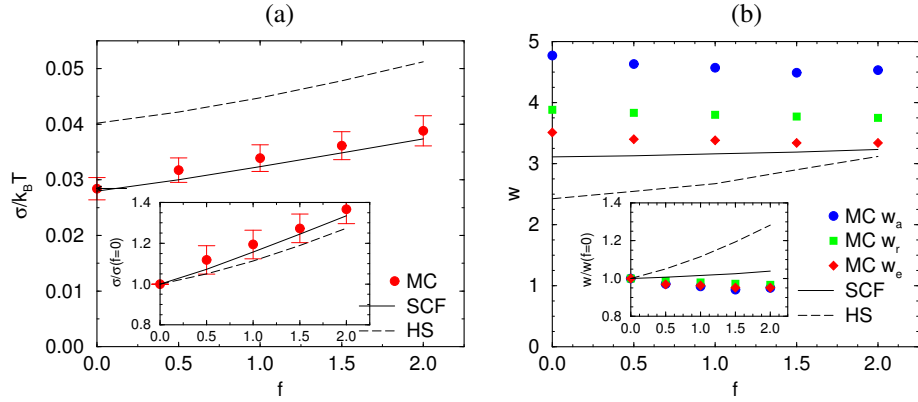 (a)
0.05
0.04
0.03
0.02
0.01
0.00
σ/k_B T
0.0 0.5 1.0 1.5 2.0
f
1.4
1.2
1.0
0.8
σ/σ(f=0)
0.0 0.5 1.0 1.5 2.0
MC
SCF
HS
(b)
5
4
3
2
1
0
w
0.0 0.5 1.0 1.5 2.0
f
1.4
1.2
1.0
0.8
w/w(f=0)
0.0 0.5 1.0 1.5 2.0
MC w_a
MC w_r
MC w_e
SCF
HS